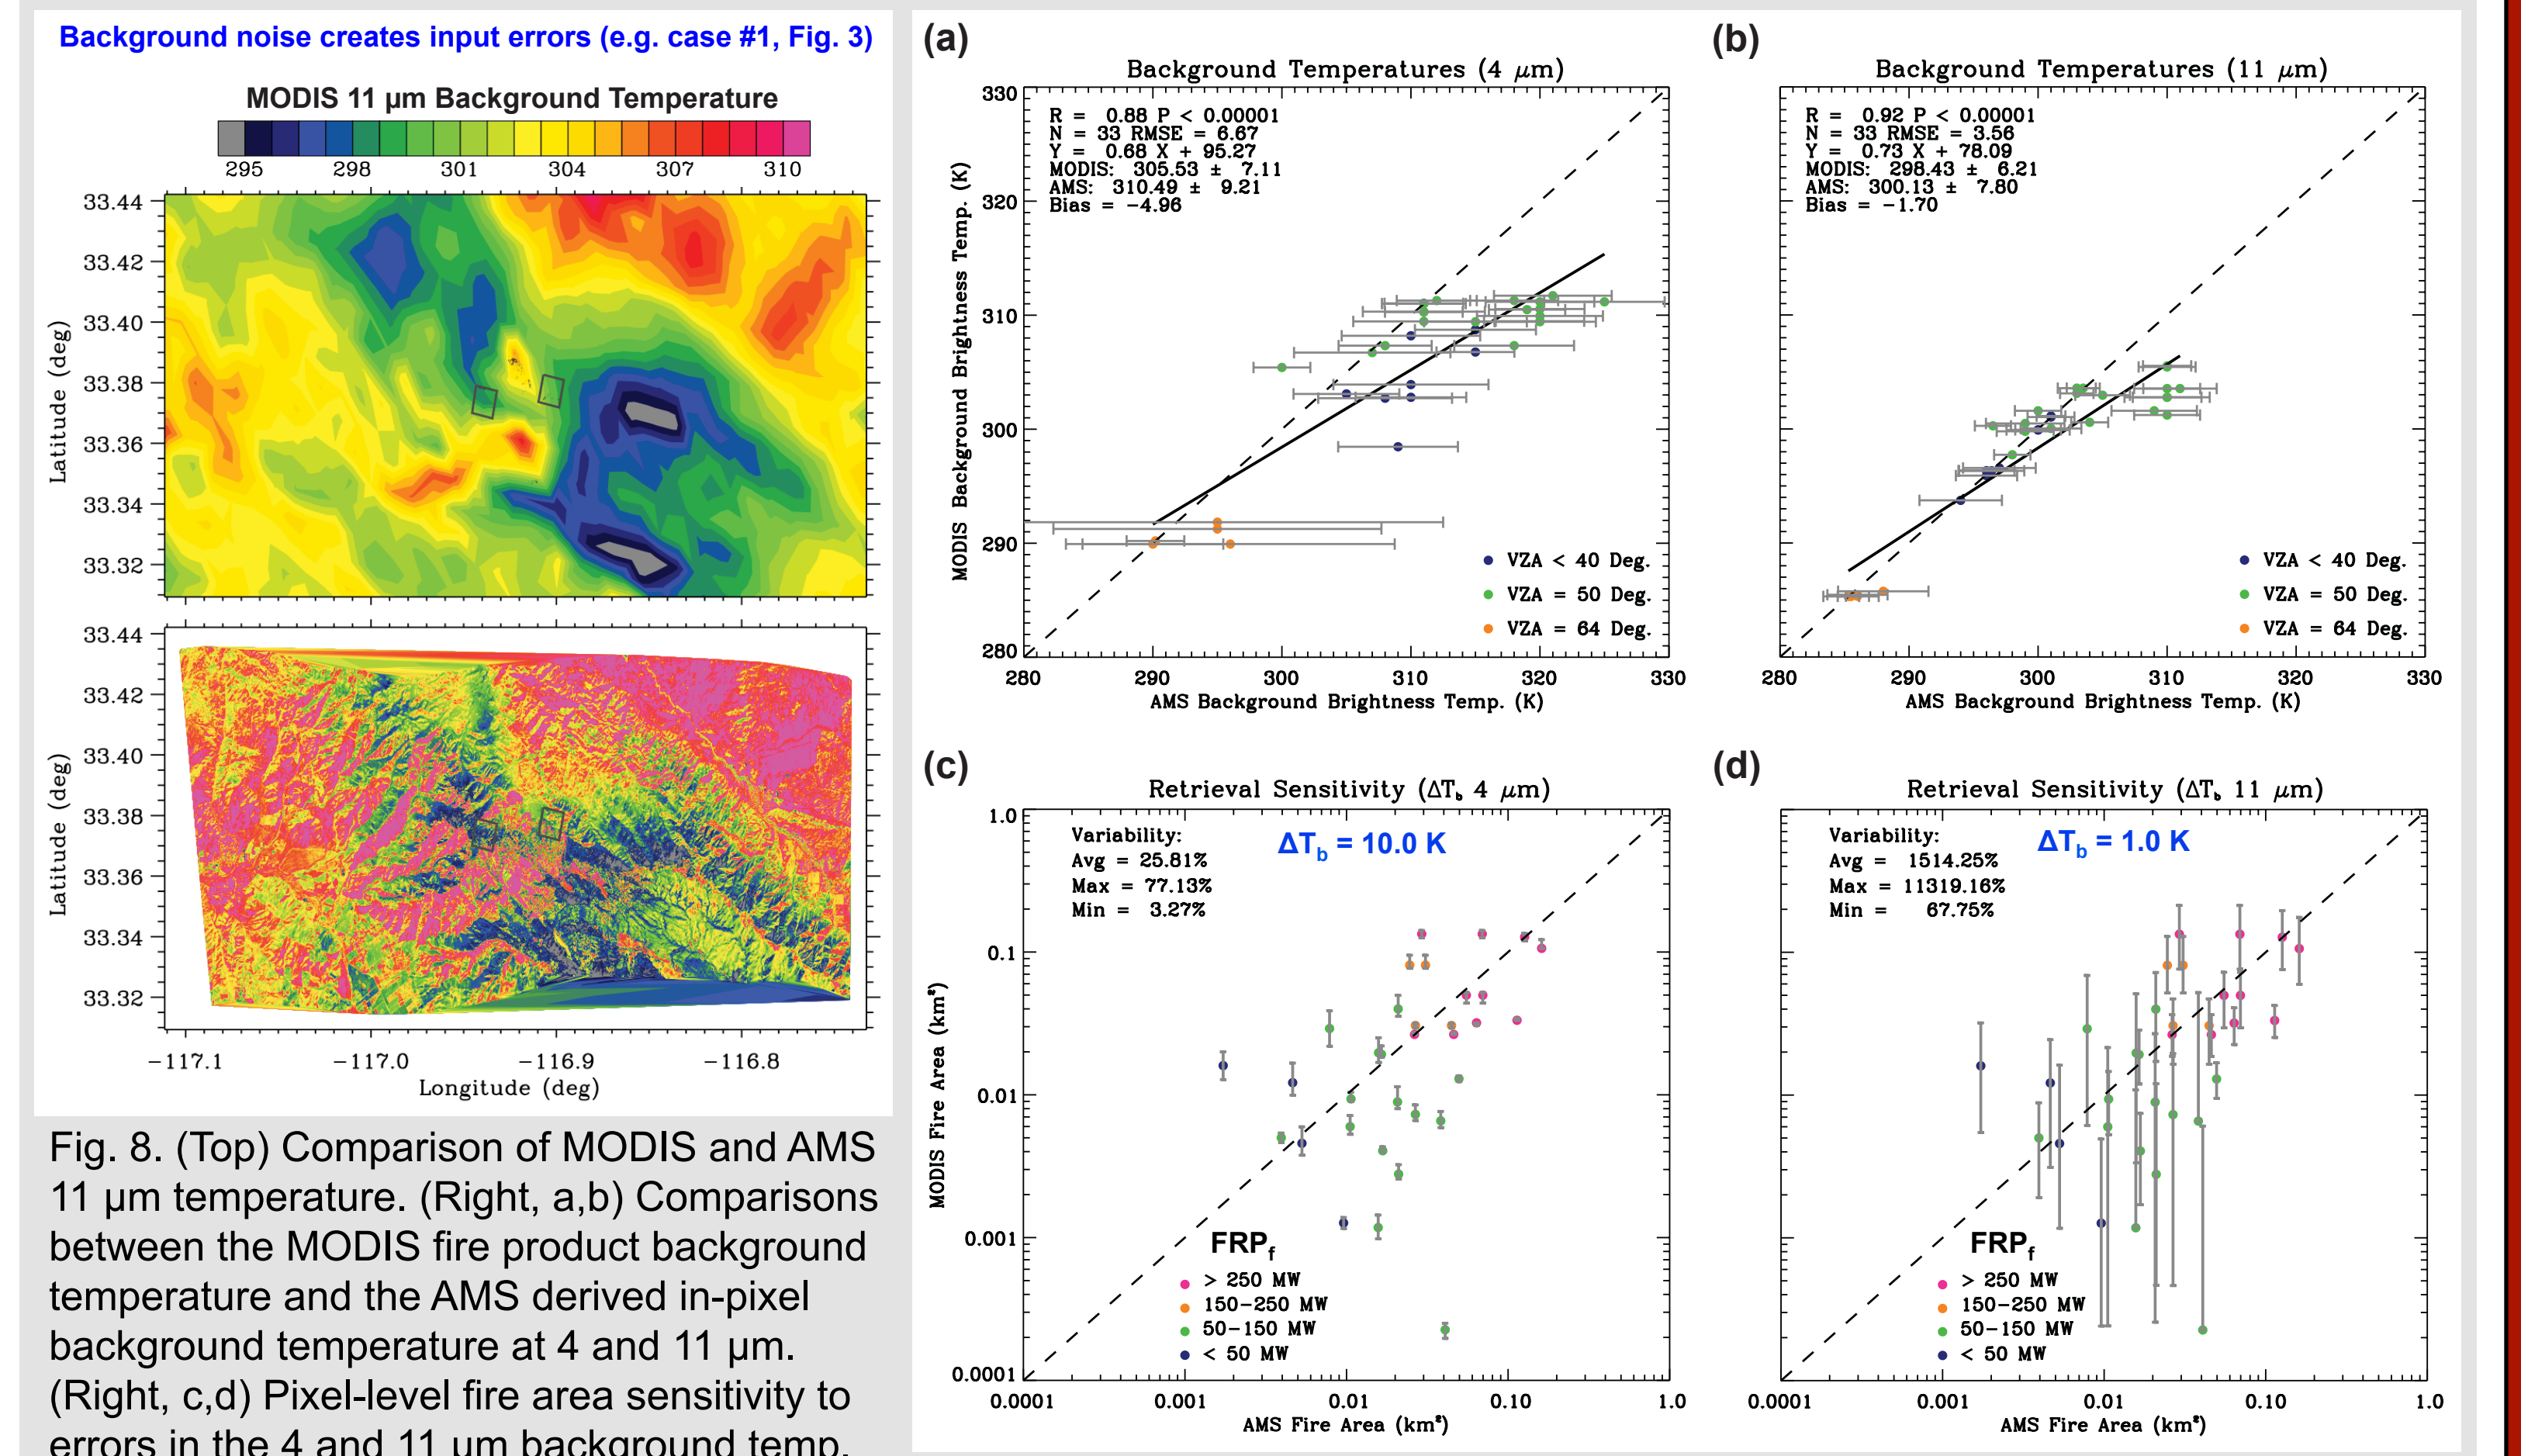 Background noise creates input errors (e.g. case #1, Fig. 3)
MODIS 11 µm Background Temperature
295 298 301 304 307 310
33.44
33.42
33.40
33.38
33.36
33.34
33.32
Latitude (deg)
33.44
33.42
33.40
33.38
33.36
33.34
33.32
Latitude (deg)
−117.1 −117.0 −116.9 −116.8
Longitude (deg)
Fig. 8. (Top) Comparison of MODIS and AMS
11 µm temperature. (Right, a,b) Comparisons
between the MODIS fire product background
temperature and the AMS derived in-pixel
background temperature at 4 and 11 µm.
(Right, c,d) Pixel-level fire area sensitivity to
errors in the 4 and 11 µm background temp.
(a)
Background Temperatures (4 µm)
R = 0.88 P < 0.00001
N = 33 RMSE = 6.67
Y = 0.68 X + 95.27
MODIS: 305.53 ± 7.11
AMS: 310.49 ± 9.21
Bias = −4.96
330
320
310
300
290
280
MODIS Background Brightness Temp. (K)
VZA < 40 Deg.
VZA = 50 Deg.
VZA = 64 Deg.
280 290 300 310 320 330
AMS Background Brightness Temp. (K)
(b)
Background Temperatures (11 µm)
R = 0.92 P < 0.00001
N = 33 RMSE = 3.56
Y = 0.73 X + 78.09
MODIS: 298.43 ± 6.21
AMS: 300.13 ± 7.80
Bias = −1.70
VZA < 40 Deg.
VZA = 50 Deg.
VZA = 64 Deg.
280 290 300 310 320 330
AMS Background Brightness Temp. (K)
(c)
Retrieval Sensitivity (ΔTb 4 µm)
Variability:
Avg = 25.81%
Max = 77.13%
Min = 3.27%
ΔTb = 10.0 K
1.0
0.1
0.01
0.001
0.0001
MODIS Fire Area (km²)
FRPf
> 250 MW
150−250 MW
50−150 MW
< 50 MW
0.0001 0.001 0.01 0.10 1.0
AMS Fire Area (km²)
(d)
Retrieval Sensitivity (ΔTb 11 µm)
Variability:
Avg = 1514.25%
Max = 11319.16%
Min = 67.75%
ΔTb = 1.0 K
FRPf
> 250 MW
150−250 MW
50−150 MW
< 50 MW
0.0001 0.001 0.01 0.10 1.0
AMS Fire Area (km²)